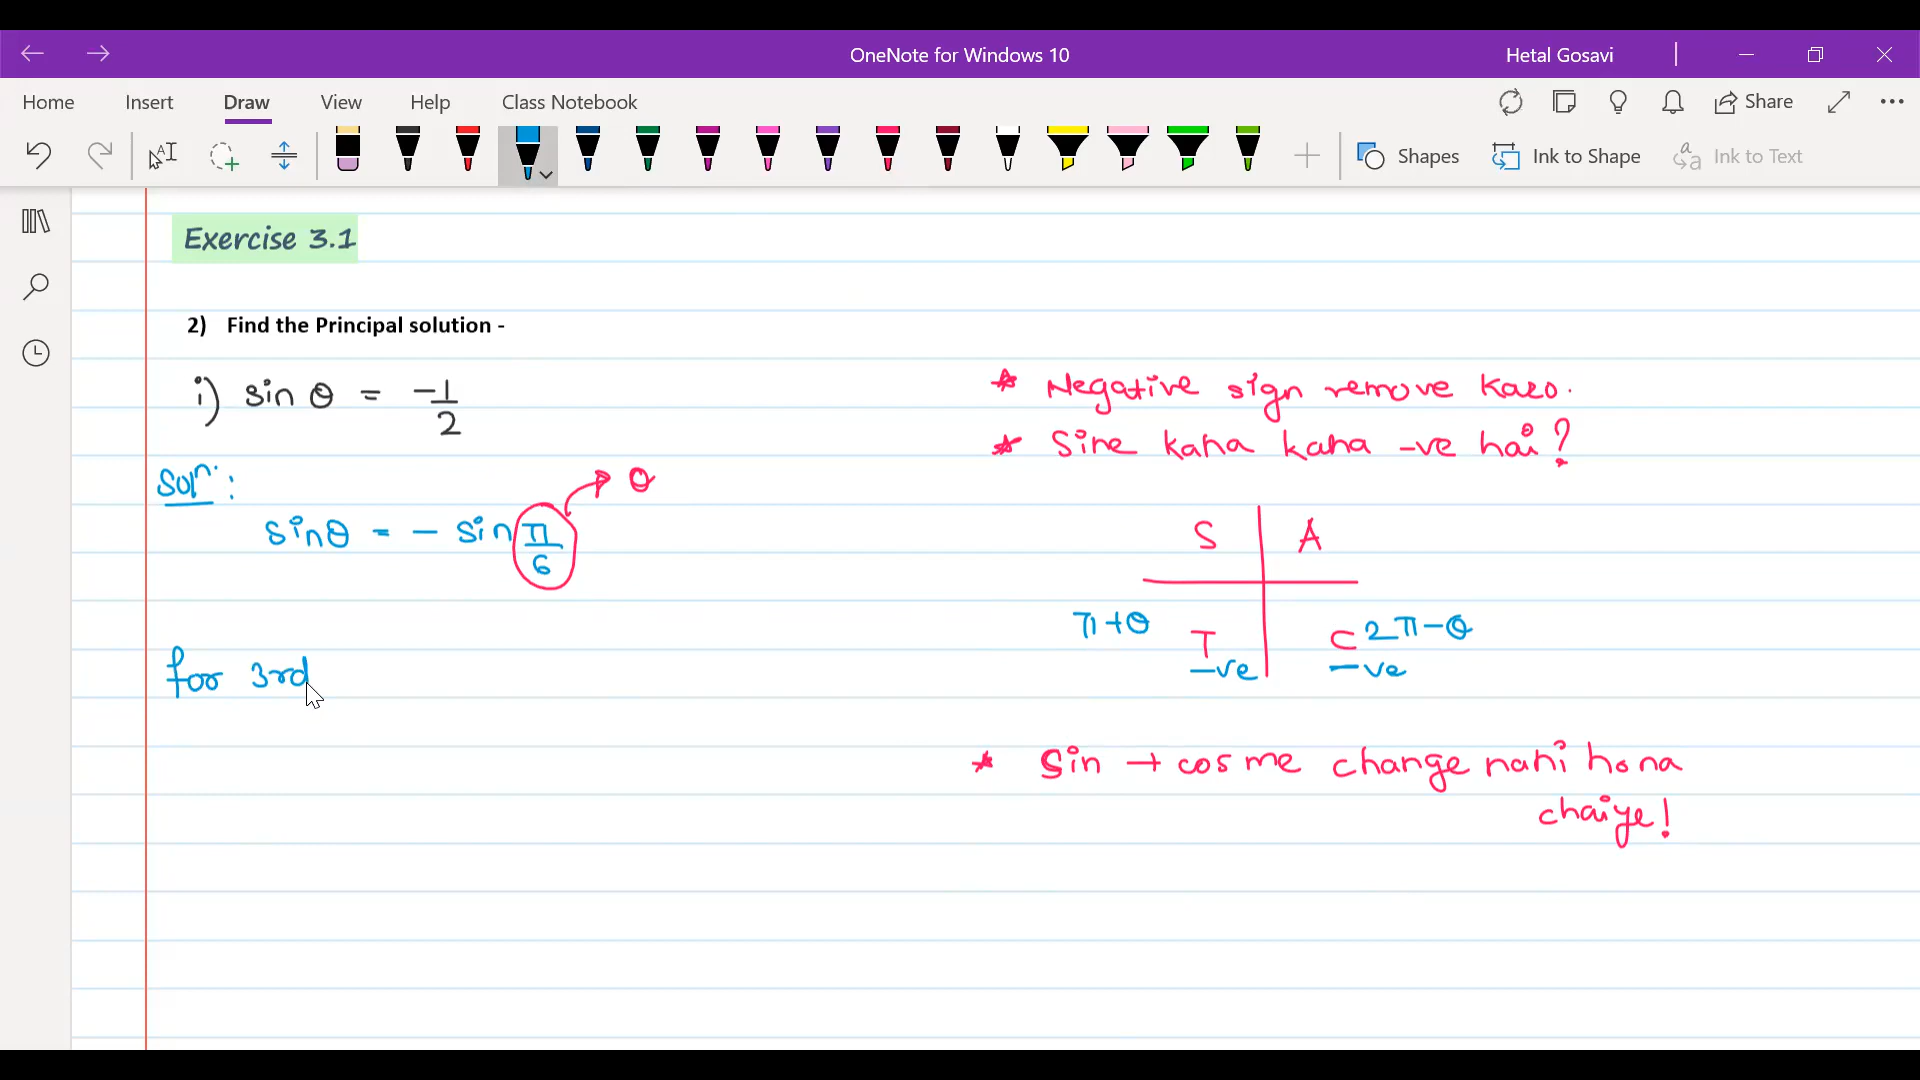 OneNote for Windows 10
Hetal Gosavi
Home Insert Draw View Help Class Notebook
Share
Shapes Ink to Shape Ink to Text
Exercise 3.1
2) Find the Principal solution -
i) sin θ = -1/2
Negative sign remove karo.
Sine kaha kaha -ve hai ?
Solⁿ. :
θ
sinθ = - sin π/6
S A
π+θ T C 2π-θ
-ve -ve
for 3rd
* Sin → cos me change nahi hona
chaiye !